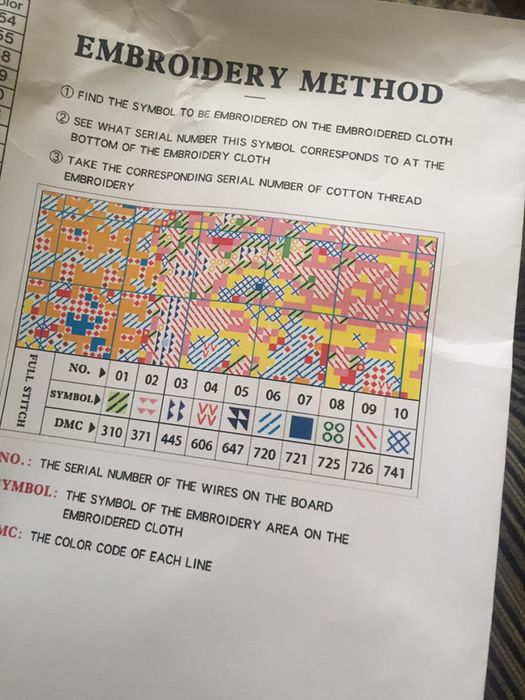 olor
54
55
8
9
EMBROIDERY METHOD
① FIND THE SYMBOL TO BE EMBROIDERED ON THE EMBROIDERED CLOTH
② SEE WHAT SERIAL NUMBER THIS SYMBOL CORRESPONDS TO AT THE
BOTTOM OF THE EMBROIDERY CLOTH
③ TAKE THE CORRESPONDING SERIAL NUMBER OF COTTON THREAD
EMBROIDERY
FULL STITCH
NO. 01 02 03 04 05 06 07 08 09 10
SYMBOL
DMC 310 371 445 606 647 720 721 725 726 741
NO.: THE SERIAL NUMBER OF THE WIRES ON THE BOARD
YMBOL: THE SYMBOL OF THE EMBROIDERY AREA ON THE
EMBROIDERED CLOTH
MC: THE COLOR CODE OF EACH LINE